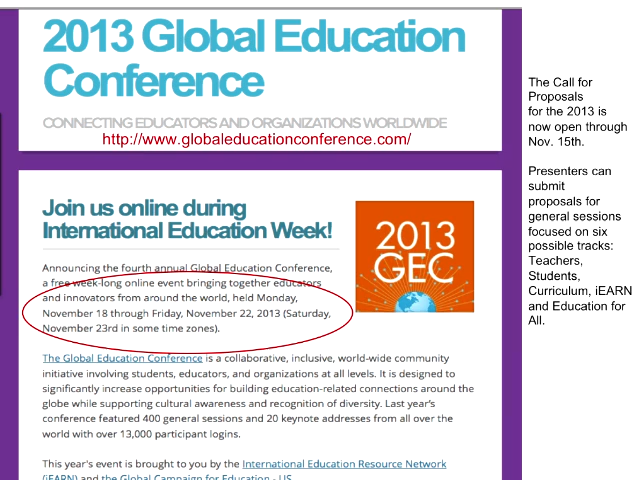 2013 Global Education
Conference
CONNECTING EDUCATORS AND ORGANIZATIONS WORLDWIDE
http://www.globaleducationconference.com/
Join us online during
International Education Week!
2013
GEC
Announcing the fourth annual Global Education Conference,
a free week-long online event bringing together educators
and innovators from around the world, held Monday,
November 18 through Friday, November 22, 2013 (Saturday,
November 23rd in some time zones).
The Global Education Conference is a collaborative, inclusive, world-wide community
initiative involving students, educators, and organizations at all levels. It is designed to
significantly increase opportunities for building education-related connections around the
globe while supporting cultural awareness and recognition of diversity. Last year's
conference featured 400 general sessions and 20 keynote addresses from all over the
world with over 13,000 participant logins.
This year's event is brought to you by the International Education Resource Network
(iEARN) and the Global Campaign for Education - US
The Call for
Proposals
for the 2013 is
now open through
Nov. 15th.
Presenters can
submit
proposals for
general sessions
focused on six
possible tracks:
Teachers,
Students,
Curriculum, iEARN
and Education for
All.